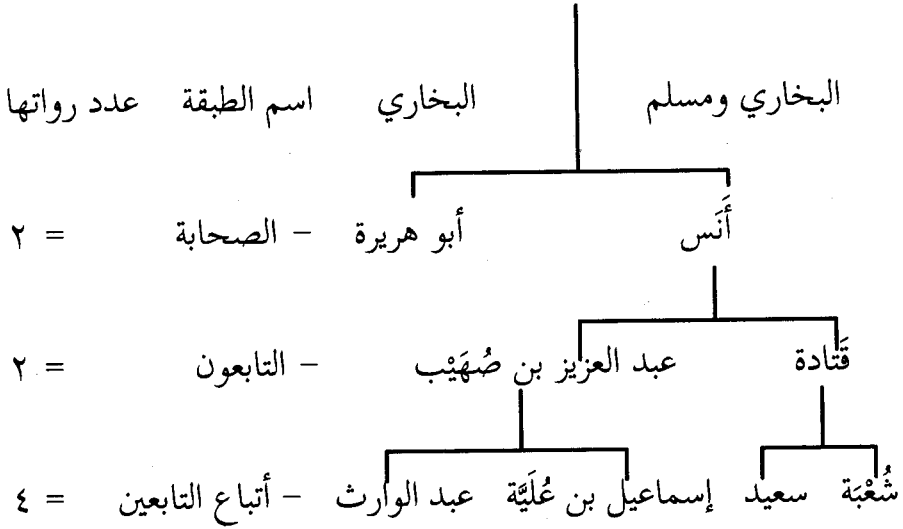 البخاري ومسلم البخاري اسم الطبقة عدد رواتها
أَنَس أبو هريرة – الصحابة = ٢
قَتادة عبد العزيز بن صُهَيْب – التابعون = ٢
شُعْبَة سعيد إسماعيل بن عُلَيَّة عبد الوارث – أتباع التابعين = ٤